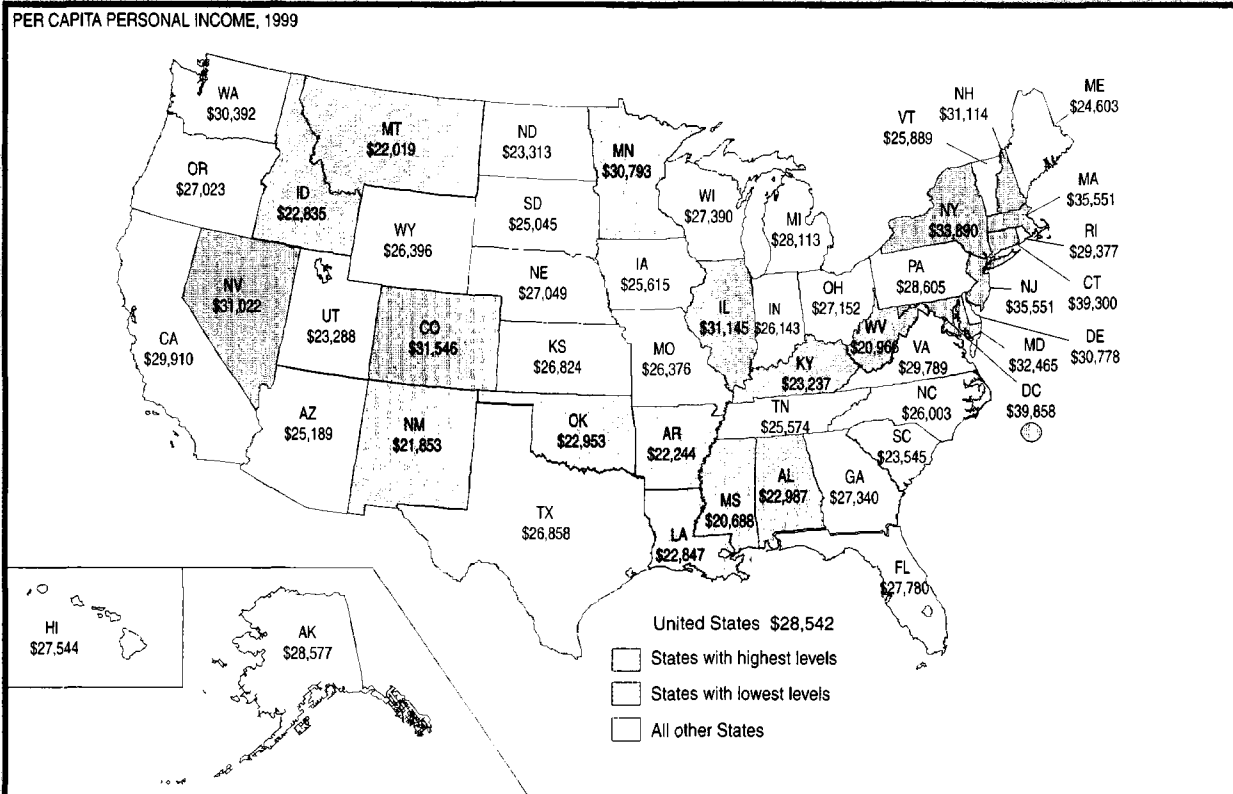 PER CAPITA PERSONAL INCOME, 1999
WA
$30,392
OR
$27,023
CA
$29,910
NV
$31,022
ID
$22,835
MT
$22,019
WY
$26,396
UT
$23,288
CO
$31,546
AZ
$25,189
NM
$21,853
ND
$23,313
SD
$25,045
NE
$27,049
KS
$26,824
OK
$22,953
TX
$26,858
MN
$30,793
IA
$25,615
MO
$26,376
AR
$22,244
LA
$22,847
WI
$27,390
IL
$31,145
MI
$28,113
IN
$26,143
OH
$27,152
KY
$23,237
TN
$25,574
MS
$20,688
AL
$22,987
GA
$27,340
FL
$27,780
SC
$23,545
NC
$26,003
VA
$29,789
WV
$20,966
PA
$28,605
NY
$33,890
VT
$25,889
NH
$31,114
ME
$24,603
MA
$35,551
RI
$29,377
CT
$39,300
NJ
$35,551
DE
$30,778
MD
$32,465
DC
$39,858
HI
$27,544
AK
$28,577
United States $28,542
States with highest levels
States with lowest levels
All other States